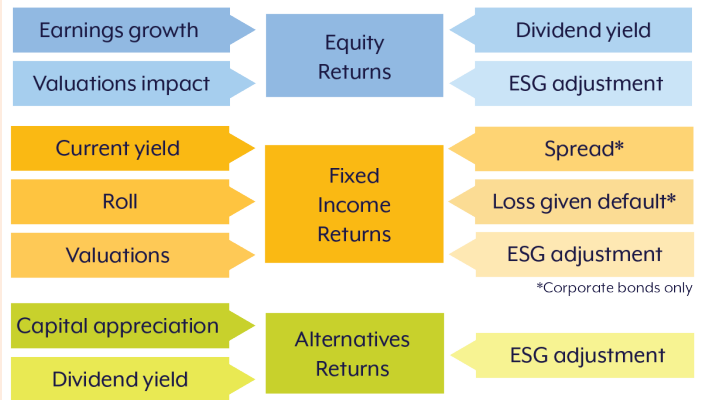 Earnings growth
Equity
Returns
Dividend yield
Valuations impact
ESG adjustment
Current yield
Fixed
Income
Returns
Spread*
Roll
Loss given default*
Valuations
ESG adjustment
*Corporate bonds only
Capital appreciation
Alternatives
Returns
ESG adjustment
Dividend yield